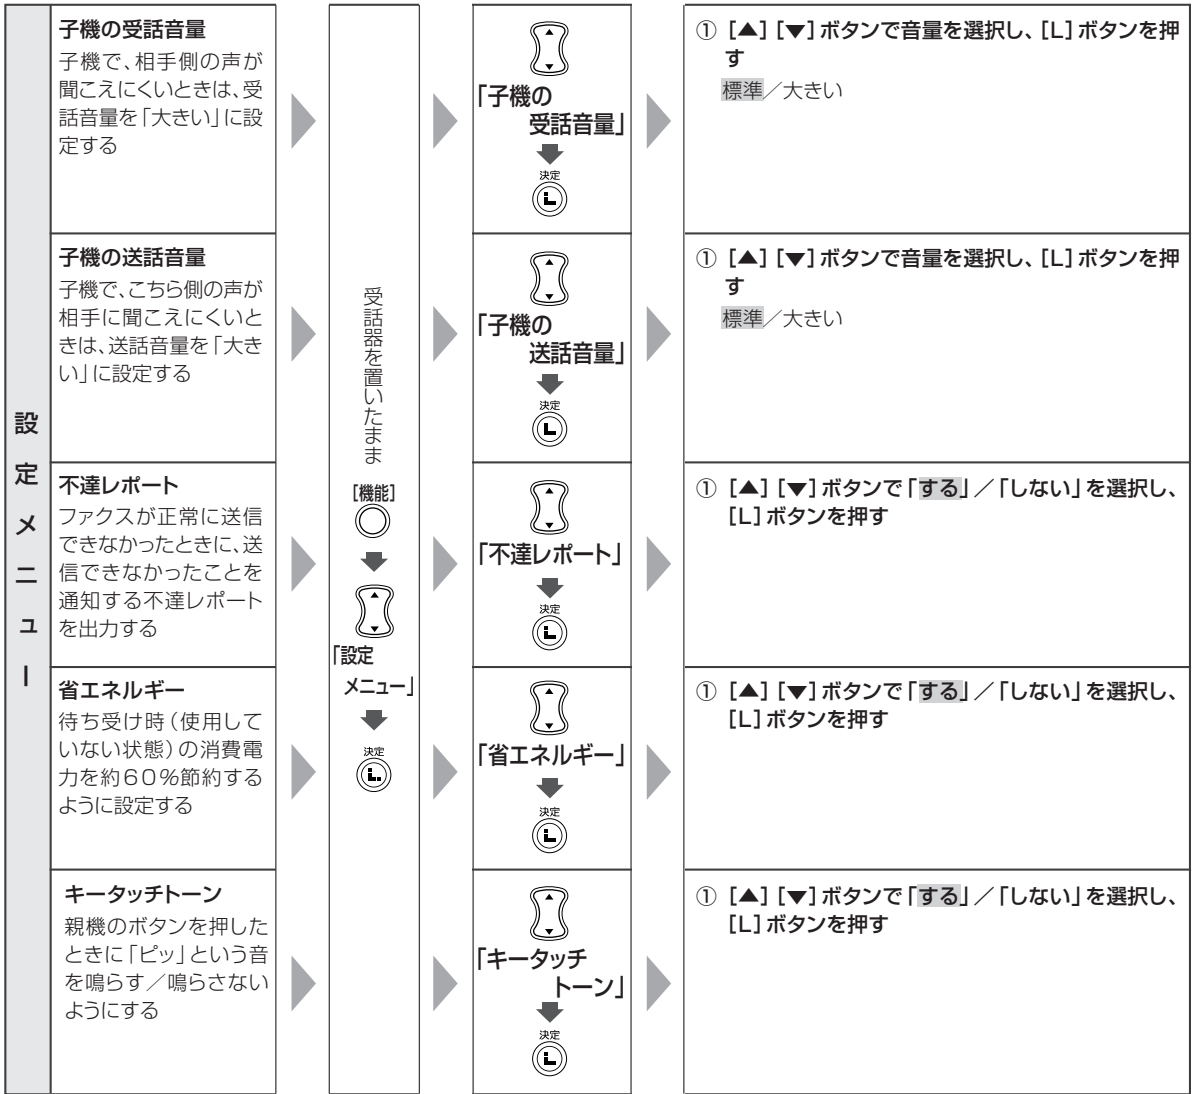 設定メニュー
子機の受話音量
子機で、相手側の声が
聞こえにくいときは、受
話音量を「大きい」に設
定する
受話器を置いたまま
[機能]
「設定
メニュー」
決定
「子機の
受話音量」
決定
① [▲] [▼] ボタンで音量を選択し、[L] ボタンを押
す
標準／大きい
子機の送話音量
子機で、こちら側の声が
相手に聞こえにくいと
きは、送話音量を「大き
い」に設定する
「子機の
送話音量」
決定
① [▲] [▼] ボタンで音量を選択し、[L] ボタンを押
す
標準／大きい
不達レポート
ファクスが正常に送信
できなかったときに、送
信できなかったことを
通知する不達レポート
を出力する
「不達レポート」
決定
① [▲] [▼] ボタンで「する」／「しない」を選択し、
[L] ボタンを押す
省エネルギー
待ち受け時（使用して
いない状態）の消費電
力を約60%節約する
ように設定する
「省エネルギー」
決定
① [▲] [▼] ボタンで「する」／「しない」を選択し、
[L] ボタンを押す
キータッチトーン
親機のボタンを押した
ときに「ピッ」という音
を鳴らす／鳴らさない
ようにする
「キータッチ
トーン」
決定
① [▲] [▼] ボタンで「する」／「しない」を選択し、
[L] ボタンを押す